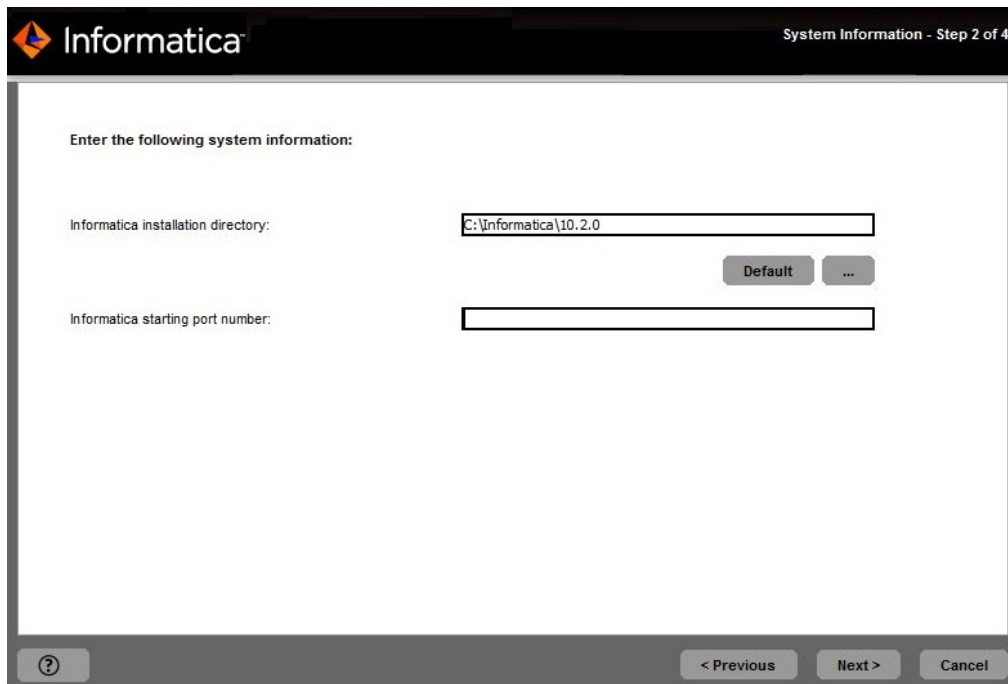 Informatica
System Information - Step 2 of 4
Enter the following system information:
Informatica installation directory:
C:\Informatica\10.2.0
Default
...
Informatica starting port number:
?
< Previous
Next >
Cancel